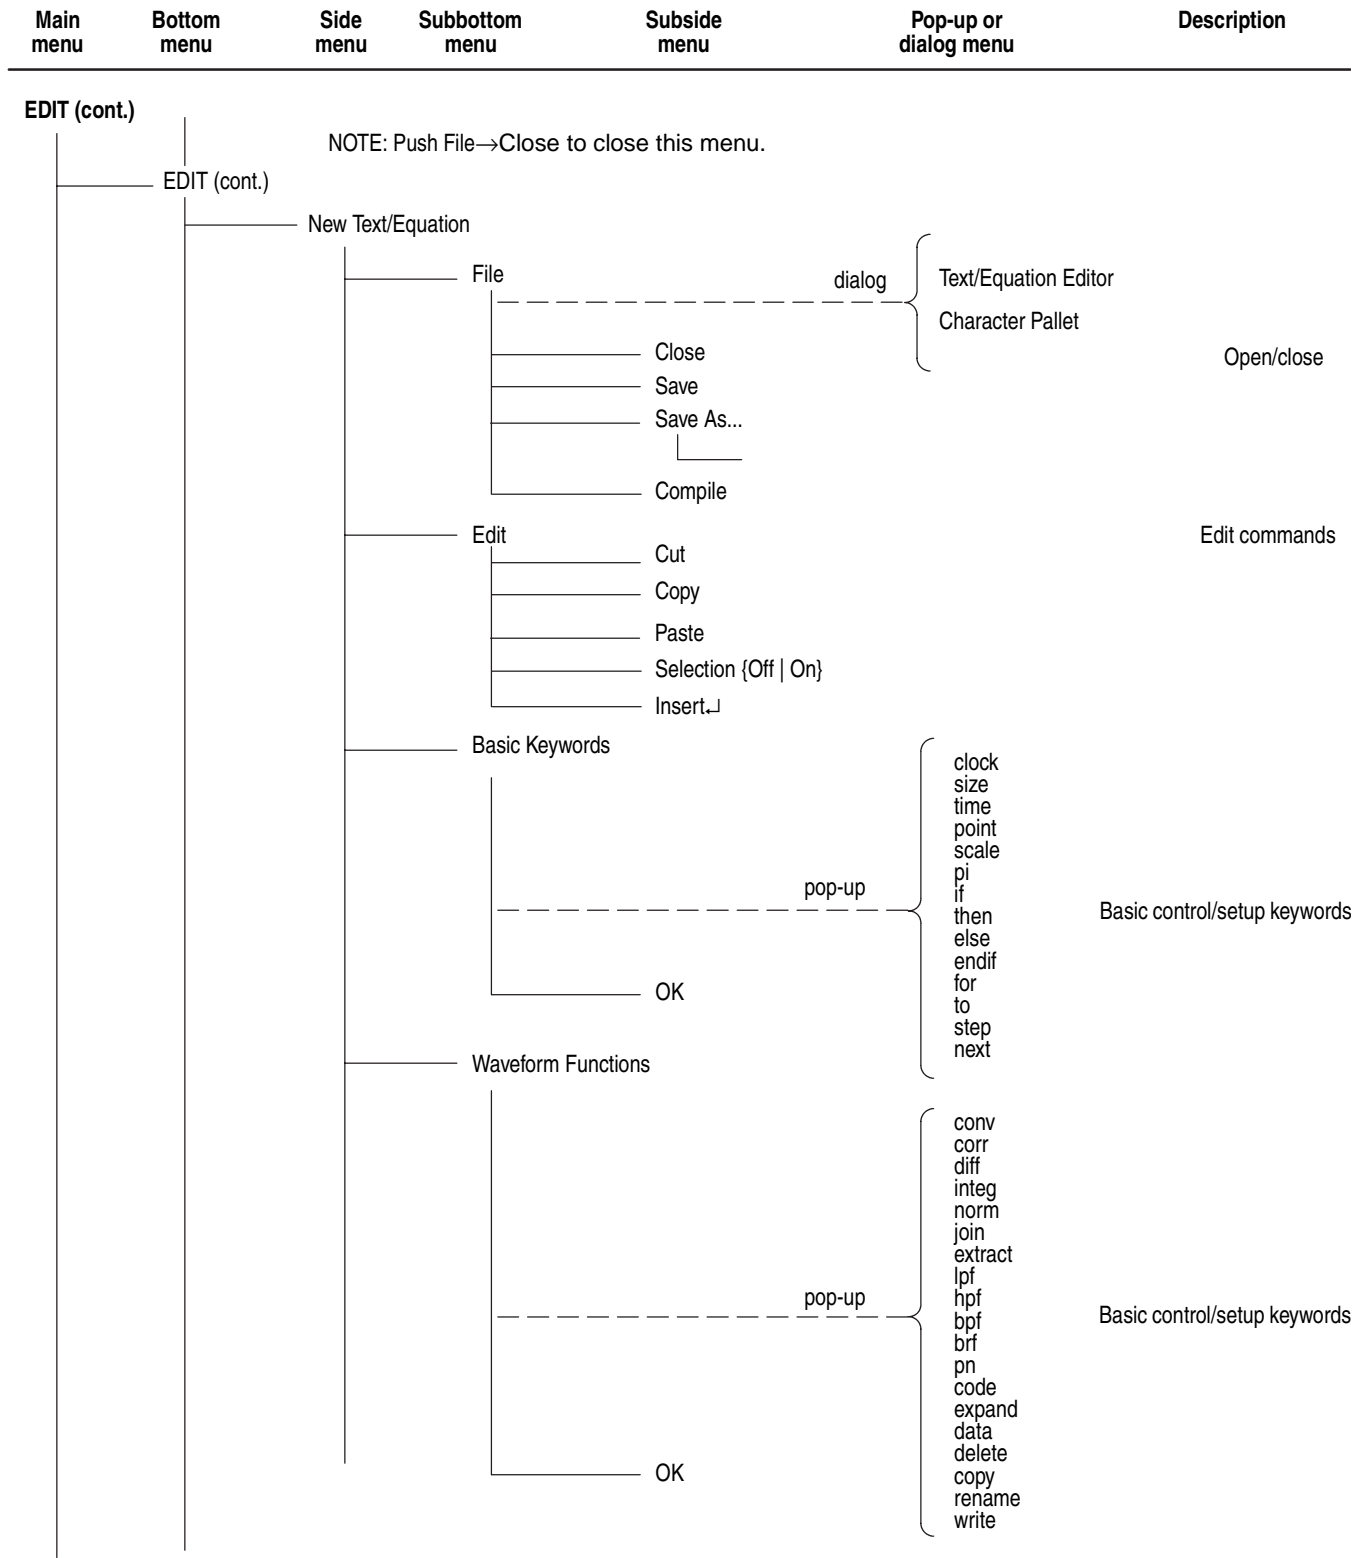 Main menu
Bottom menu
Side menu
Subbottom menu
Subside menu
Pop-up or dialog menu
Description
EDIT (cont.)
NOTE: Push File→Close to close this menu.
EDIT (cont.)
New Text/Equation
File
dialog
Text/Equation Editor
Character Pallet
Close
Open/close
Save
Save As...
Compile
Edit
Edit commands
Cut
Copy
Paste
Selection {Off | On}
Insert↵
Basic Keywords
clock
size
time
point
scale
pi
if
then
else
endif
for
to
step
next
pop-up
Basic control/setup keywords
OK
Waveform Functions
conv
corr
diff
integ
norm
join
extract
lpf
hpf
bpf
brf
pn
code
expand
data
delete
copy
rename
write
pop-up
Basic control/setup keywords
OK